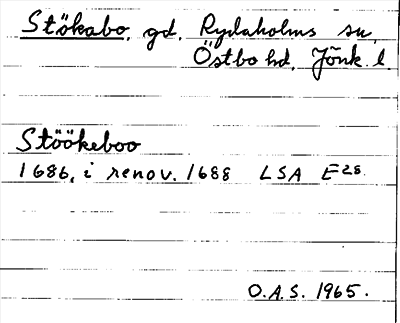 Stökabo, gd, Rydaholms sn,
Östbo hd, Jönk. l.
Stöökeboo
1686, i renov. 1688 LSA E28.
O.A.S. 1965.